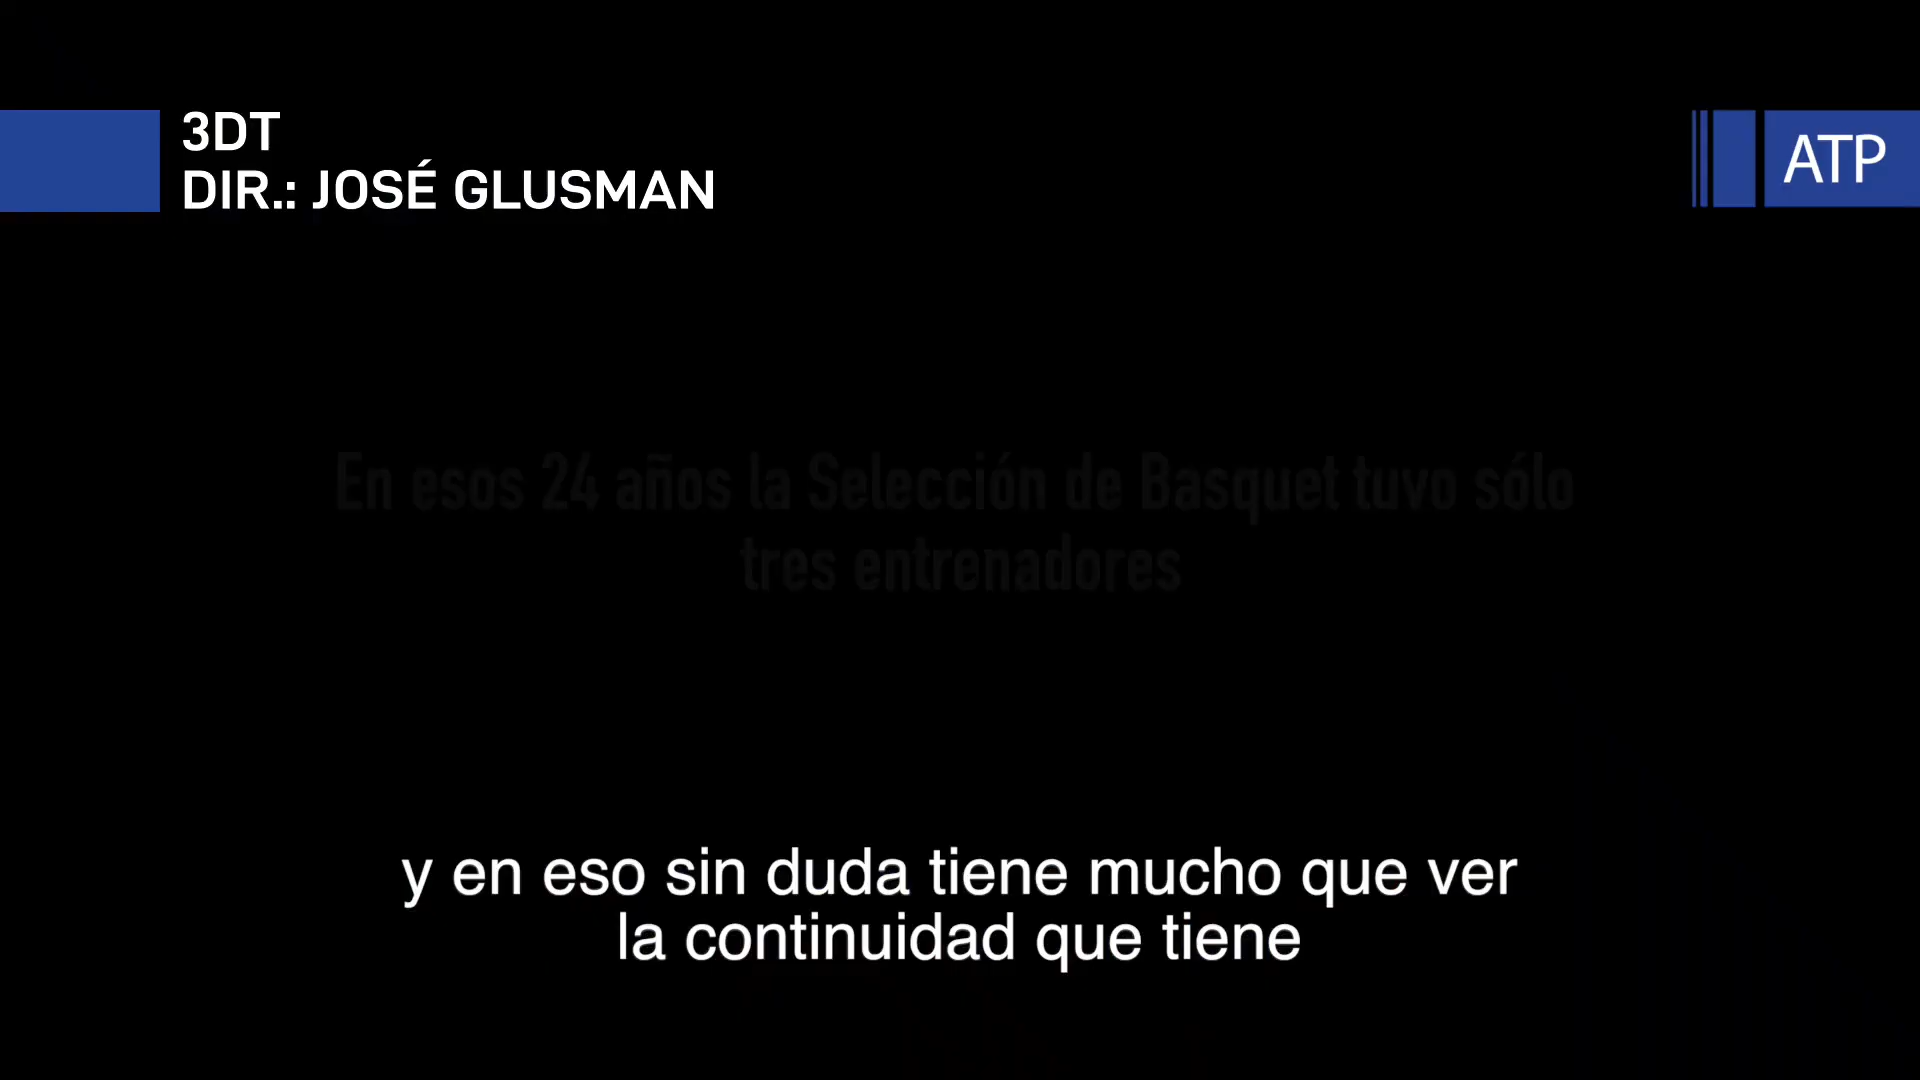 3DT
DIR.: JOSÉ GLUSMAN
ATP
En esos 24 años la Selección de Basquet tuvo sólo
tres entrenadores
y en eso sin duda tiene mucho que ver
la continuidad que tiene